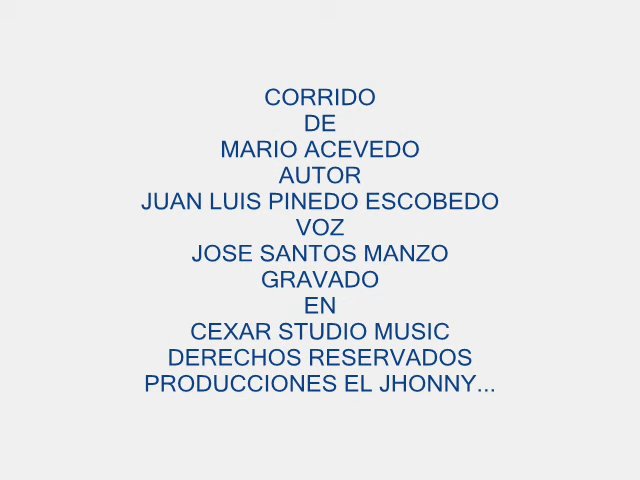 CORRIDO
DE
MARIO ACEVEDO
AUTOR
JUAN LUIS PINEDO ESCOBEDO
VOZ
JOSE SANTOS MANZO
GRAVADO
EN
CEXAR STUDIO MUSIC
DERECHOS RESERVADOS
PRODUCCIONES EL JHONNY...